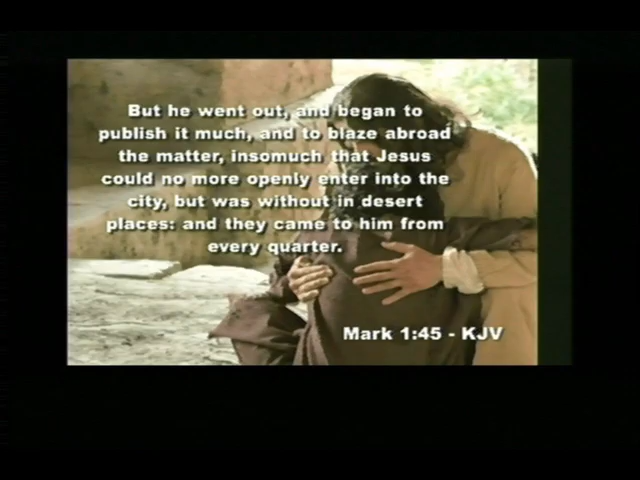 But he went out, and began to
publish it much, and to blaze abroad
the matter, insomuch that Jesus
could no more openly enter into the
city, but was without in desert
places: and they came to him from
every quarter.
Mark 1:45 - KJV